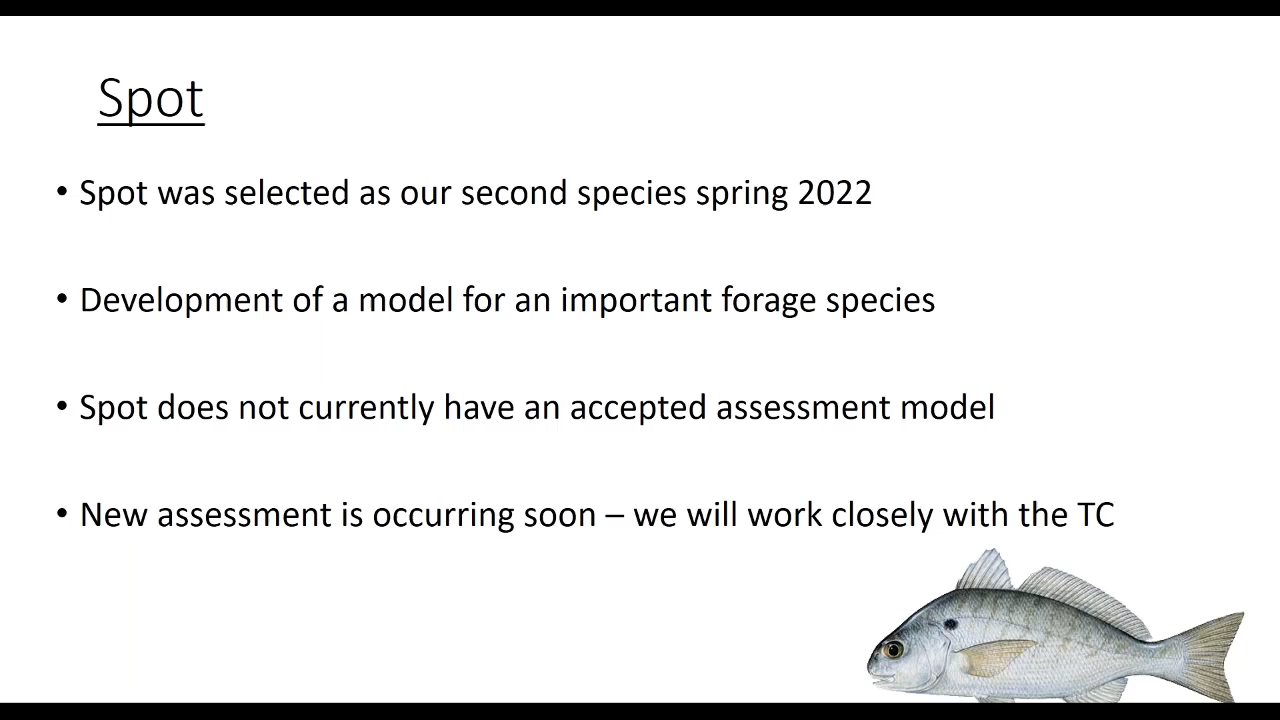 Spot
• Spot was selected as our second species spring 2022
• Development of a model for an important forage species
• Spot does not currently have an accepted assessment model
• New assessment is occurring soon – we will work closely with the TC